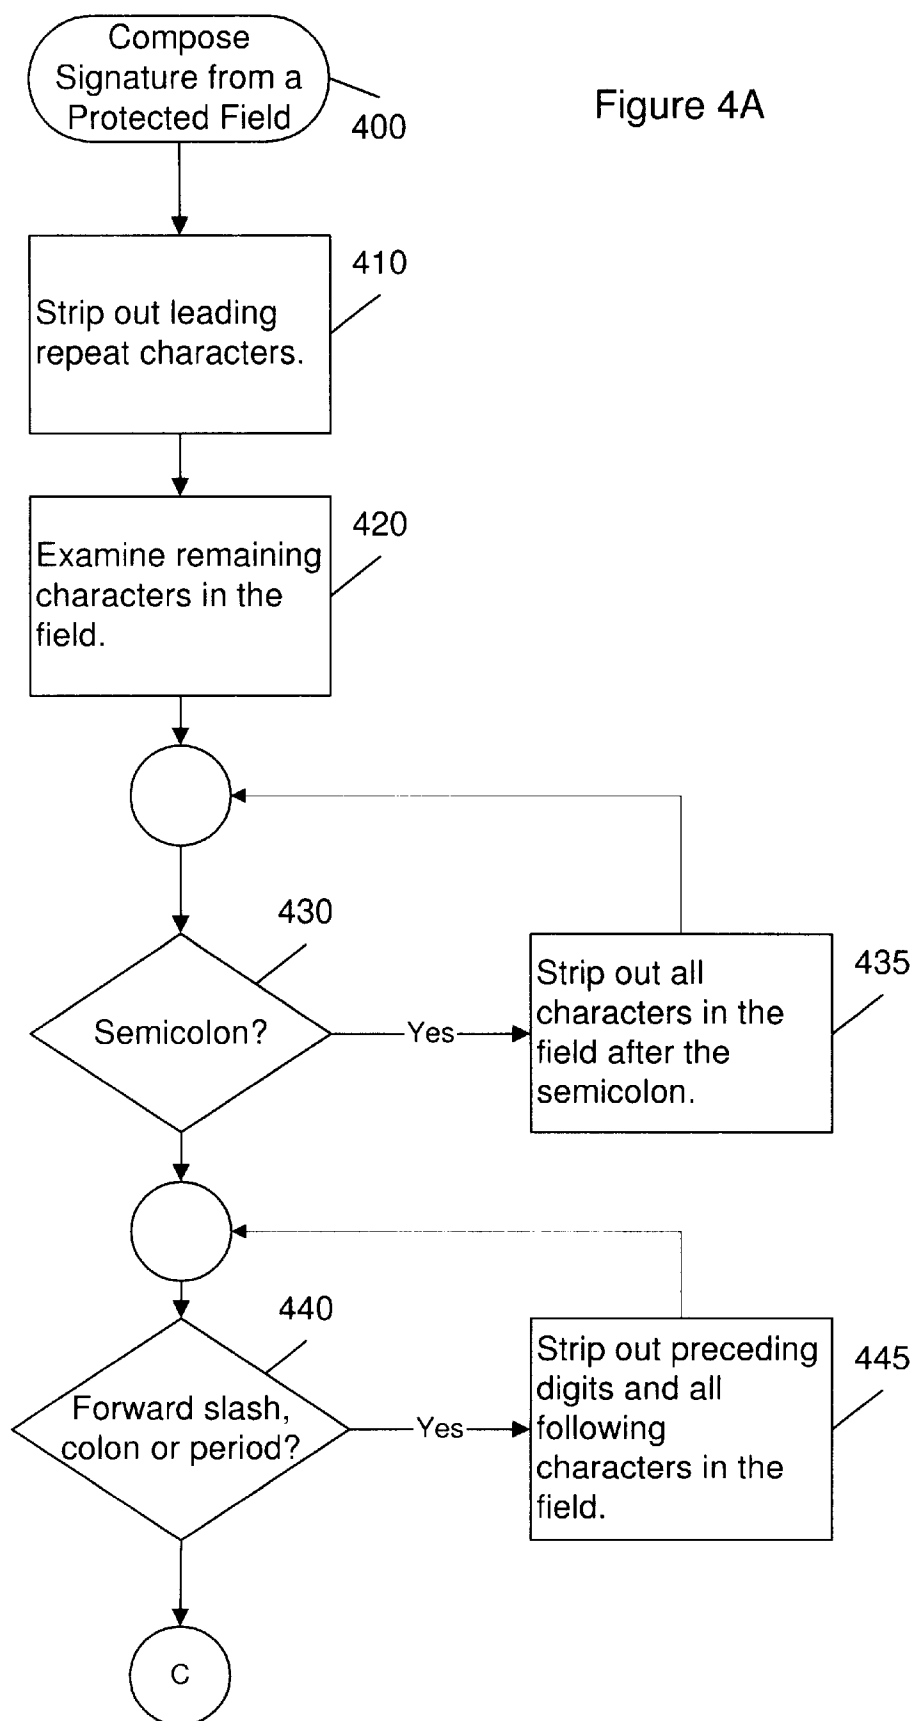 Compose
Signature from a
Protected Field
400
Figure 4A
410
Strip out leading
repeat characters.
420
Examine remaining
characters in the
field.
430
Semicolon?
Yes
Strip out all
characters in the
field after the
semicolon.
435
440
Forward slash,
colon or period?
Yes
Strip out preceding
digits and all
following
characters in the
field.
445
C